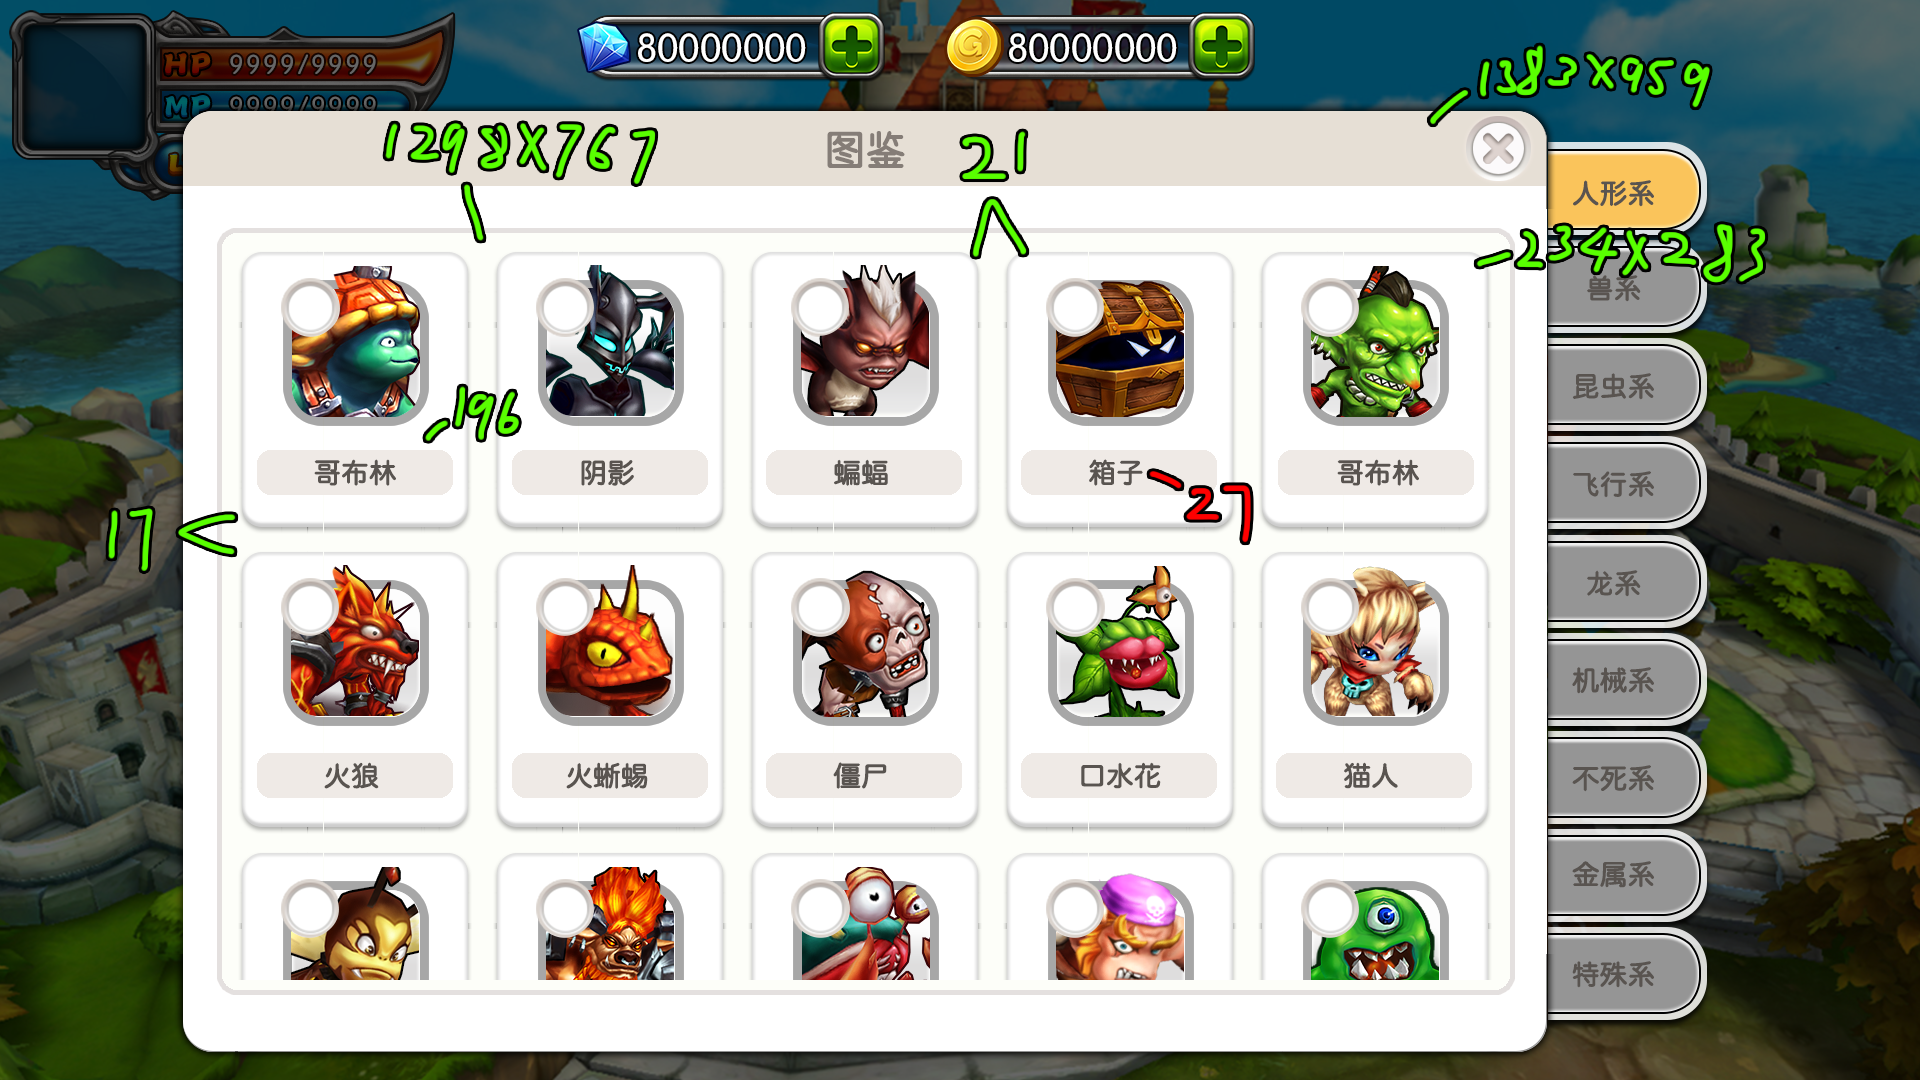 HP 9999/9999
MP 9999/9999
80000000
80000000
1383X959
1298X767
图鉴
21
人形系
234X283
兽系
昆虫系
飞行系
龙系
机械系
不死系
金属系
特殊系
196
哥布林
阴影
蝙蝠
箱子
哥布林
27
17
火狼
火蜥蜴
僵尸
口水花
猫人